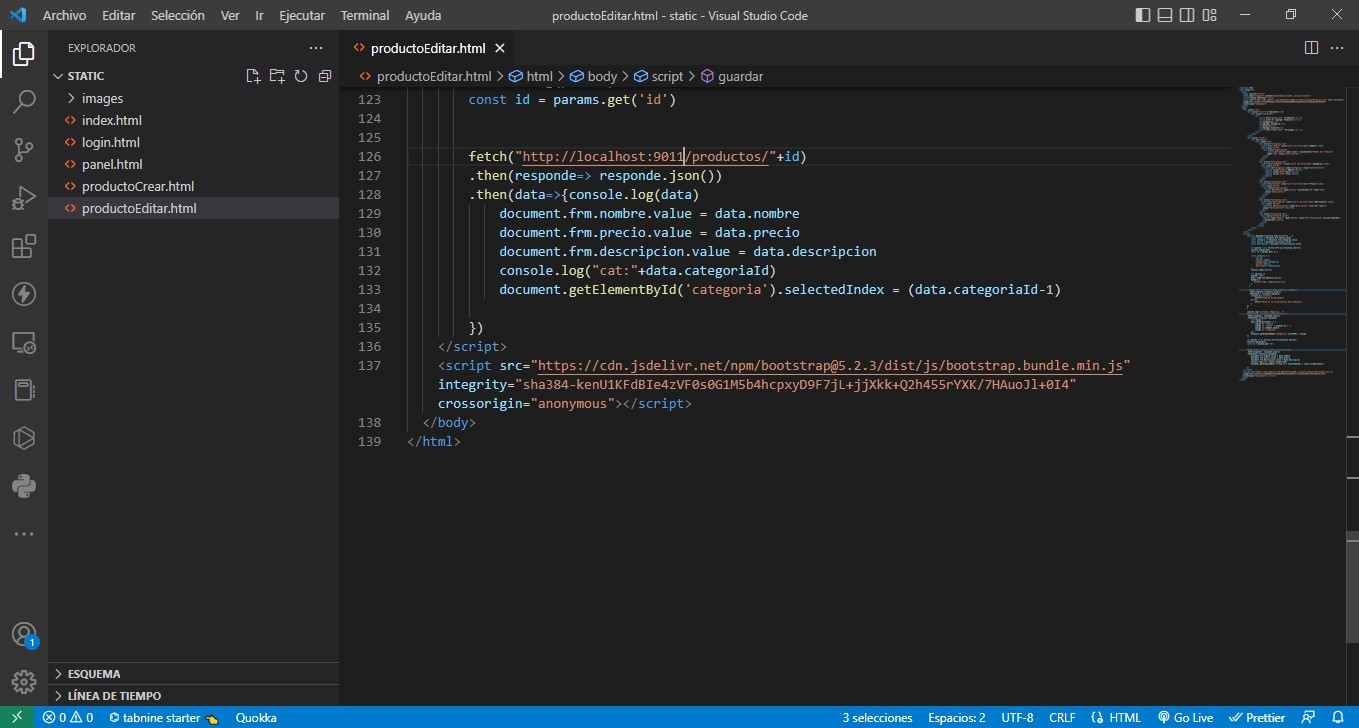 Archivo Editar Selección Ver Ir Ejecutar Terminal Ayuda
productoEditar.html - static - Visual Studio Code
EXPLORADOR
STATIC
images
index.html
login.html
panel.html
productoCrear.html
productoEditar.html
ESQUEMA
LÍNEA DE TIEMPO
productoEditar.html
productoEditar.html > html > body > script > guardar
123 const id = params.get('id')
124
125
126 fetch("http://localhost:9011/productos/"+id)
127 .then(responde=> responde.json())
128 .then(data=>{console.log(data)
129 document.frm.nombre.value = data.nombre
130 document.frm.precio.value = data.precio
131 document.frm.descripcion.value = data.descripcion
132 console.log("cat:"+data.categoriaId)
133 document.getElementById('categoria').selectedIndex = (data.categoriaId-1)
134
135 })
136 </script>
137 <script src="https://cdn.jsdelivr.net/npm/bootstrap@5.2.3/dist/js/bootstrap.bundle.min.js"
integrity="sha384-kenU1KFdBIe4zVF0s0G1M5b4hcpxyD9F7jL+jjXkk+Q2h455rYXK/7HAuoJl+0I4"
crossorigin="anonymous"></script>
138 </body>
139 </html>
1
0 0 tabnine starter Quokka
3 selecciones Espacios: 2 UTF-8 CRLF HTML Go Live Prettier